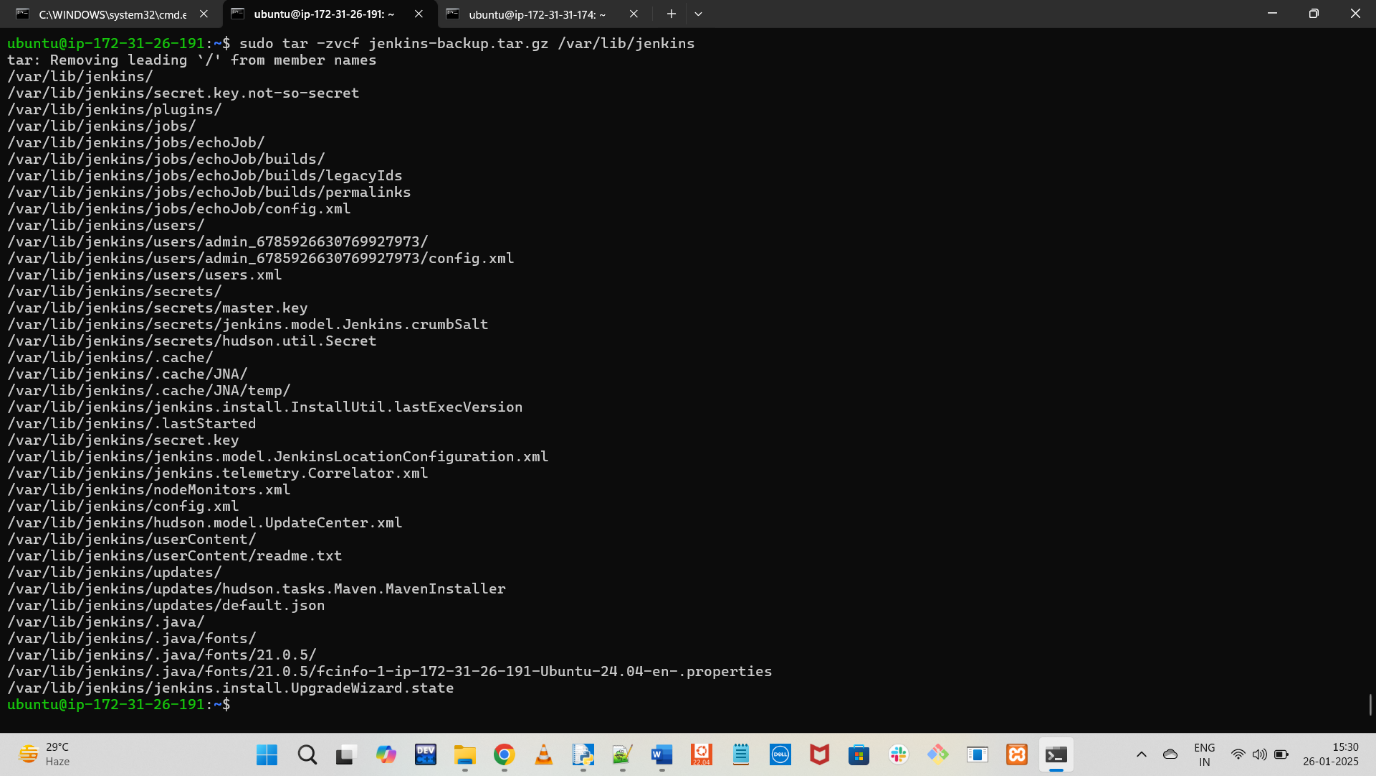 C:\WINDOWS\system32\cmd.e
ubuntu@ip-172-31-26-191: ~
ubuntu@ip-172-31-31-174: ~
ubuntu@ip-172-31-26-191:~$ sudo tar -zvcf jenkins-backup.tar.gz /var/lib/jenkins
tar: Removing leading `/' from member names
/var/lib/jenkins/
/var/lib/jenkins/secret.key.not-so-secret
/var/lib/jenkins/plugins/
/var/lib/jenkins/jobs/
/var/lib/jenkins/jobs/echoJob/
/var/lib/jenkins/jobs/echoJob/builds/
/var/lib/jenkins/jobs/echoJob/builds/legacyIds
/var/lib/jenkins/jobs/echoJob/builds/permalinks
/var/lib/jenkins/jobs/echoJob/config.xml
/var/lib/jenkins/users/
/var/lib/jenkins/users/admin_6785926630769927973/
/var/lib/jenkins/users/admin_6785926630769927973/config.xml
/var/lib/jenkins/users/users.xml
/var/lib/jenkins/secrets/
/var/lib/jenkins/secrets/master.key
/var/lib/jenkins/secrets/jenkins.model.Jenkins.crumbSalt
/var/lib/jenkins/secrets/hudson.util.Secret
/var/lib/jenkins/.cache/
/var/lib/jenkins/.cache/JNA/
/var/lib/jenkins/.cache/JNA/temp/
/var/lib/jenkins/jenkins.install.InstallUtil.lastExecVersion
/var/lib/jenkins/.lastStarted
/var/lib/jenkins/secret.key
/var/lib/jenkins/jenkins.model.JenkinsLocationConfiguration.xml
/var/lib/jenkins/jenkins.telemetry.Correlator.xml
/var/lib/jenkins/nodeMonitors.xml
/var/lib/jenkins/config.xml
/var/lib/jenkins/hudson.model.UpdateCenter.xml
/var/lib/jenkins/userContent/
/var/lib/jenkins/userContent/readme.txt
/var/lib/jenkins/updates/
/var/lib/jenkins/updates/hudson.tasks.Maven.MavenInstaller
/var/lib/jenkins/updates/default.json
/var/lib/jenkins/.java/
/var/lib/jenkins/.java/fonts/
/var/lib/jenkins/.java/fonts/21.0.5/
/var/lib/jenkins/.java/fonts/21.0.5/fcinfo-1-ip-172-31-26-191-Ubuntu-24.04-en-.properties
/var/lib/jenkins/jenkins.install.UpgradeWizard.state
ubuntu@ip-172-31-26-191:~$
29°C
Haze
DEV
22.04
DELL
ENG
IN
15:30
26-01-2025